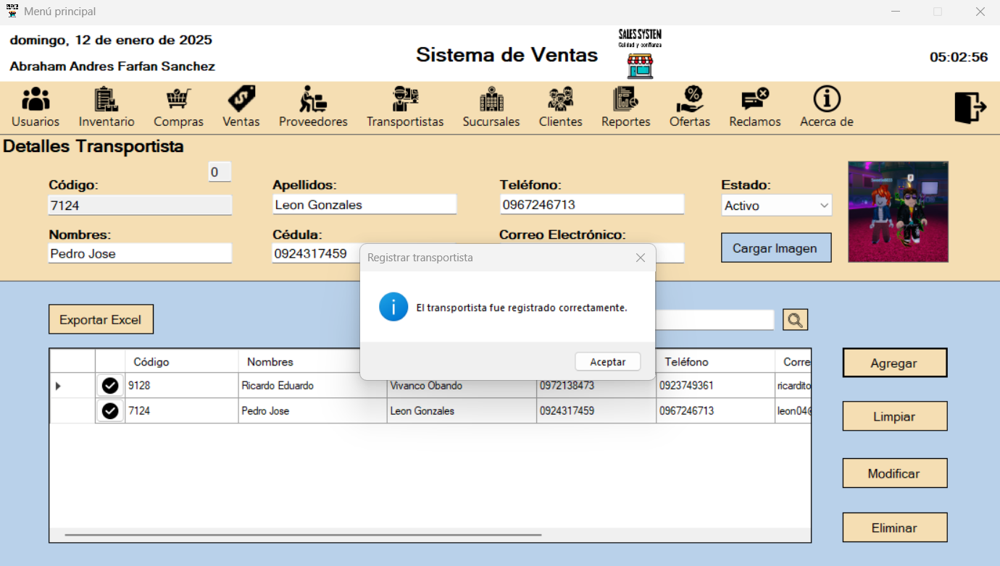 Menú principal
domingo, 12 de enero de 2025
Abraham Andres Farfan Sanchez
Sistema de Ventas
SALES SYSTEN
Calidad y confianza
05:02:56
Usuarios Inventario Compras Ventas Proveedores Transportistas Sucursales Clientes Reportes Ofertas Reclamos Acerca de
Detalles Transportista
0
Código: Apellidos: Teléfono: Estado:
7124 Leon Gonzales 0967246713 Activo
Nombres: Cédula: Correo Electrónico:
Pedro Jose 0924317459
Cargar Imagen
Registrar transportista
El transportista fue registrado correctamente.
Aceptar
Exportar Excel
Código Nombres Teléfono Corre
9128 Ricardo Eduardo Vivanco Obando 0972138473 0923749361 ricardito
7124 Pedro Jose Leon Gonzales 0924317459 0967246713 leon04@
Agregar
Limpiar
Modificar
Eliminar